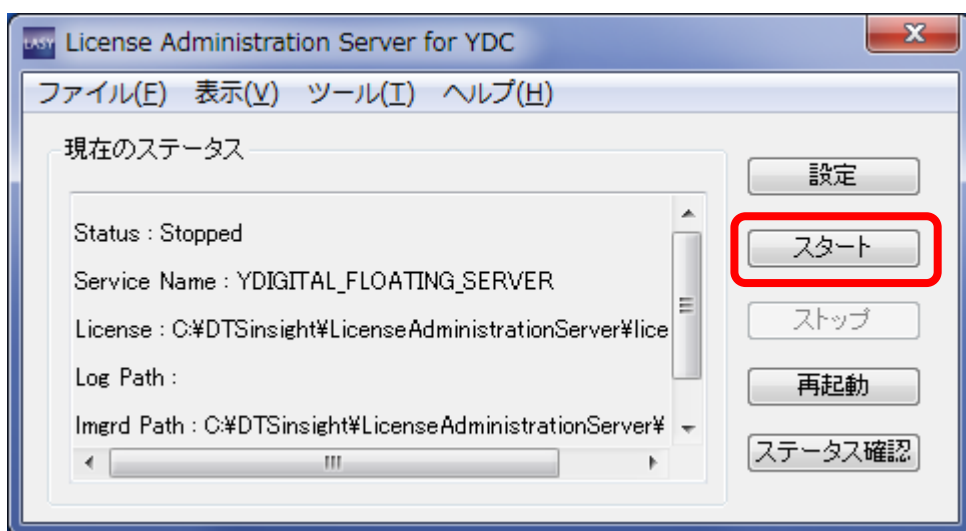 EASY License Administration Server for YDC
ファイル(F) 表示(V) ツール(T) ヘルプ(H)
現在のステータス
Status : Stopped
Service Name : YDIGITAL_FLOATING_SERVER
License : C:¥DTSinsight¥LicenseAdministrationServer¥lice
Log Path :
lmgrd Path : C:¥DTSinsight¥LicenseAdministrationServer¥
設定
スタート
ストップ
再起動
ステータス確認